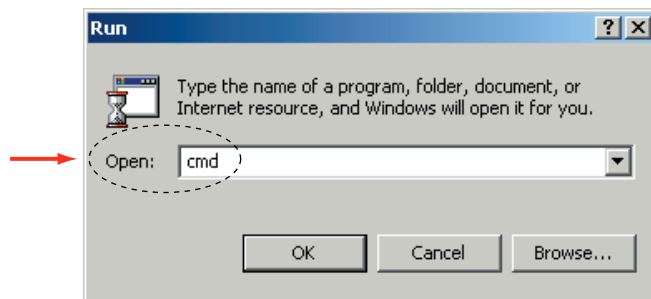 Run
Type the name of a program, folder, document, or
Internet resource, and Windows will open it for you.
Open: cmd
OK Cancel Browse...